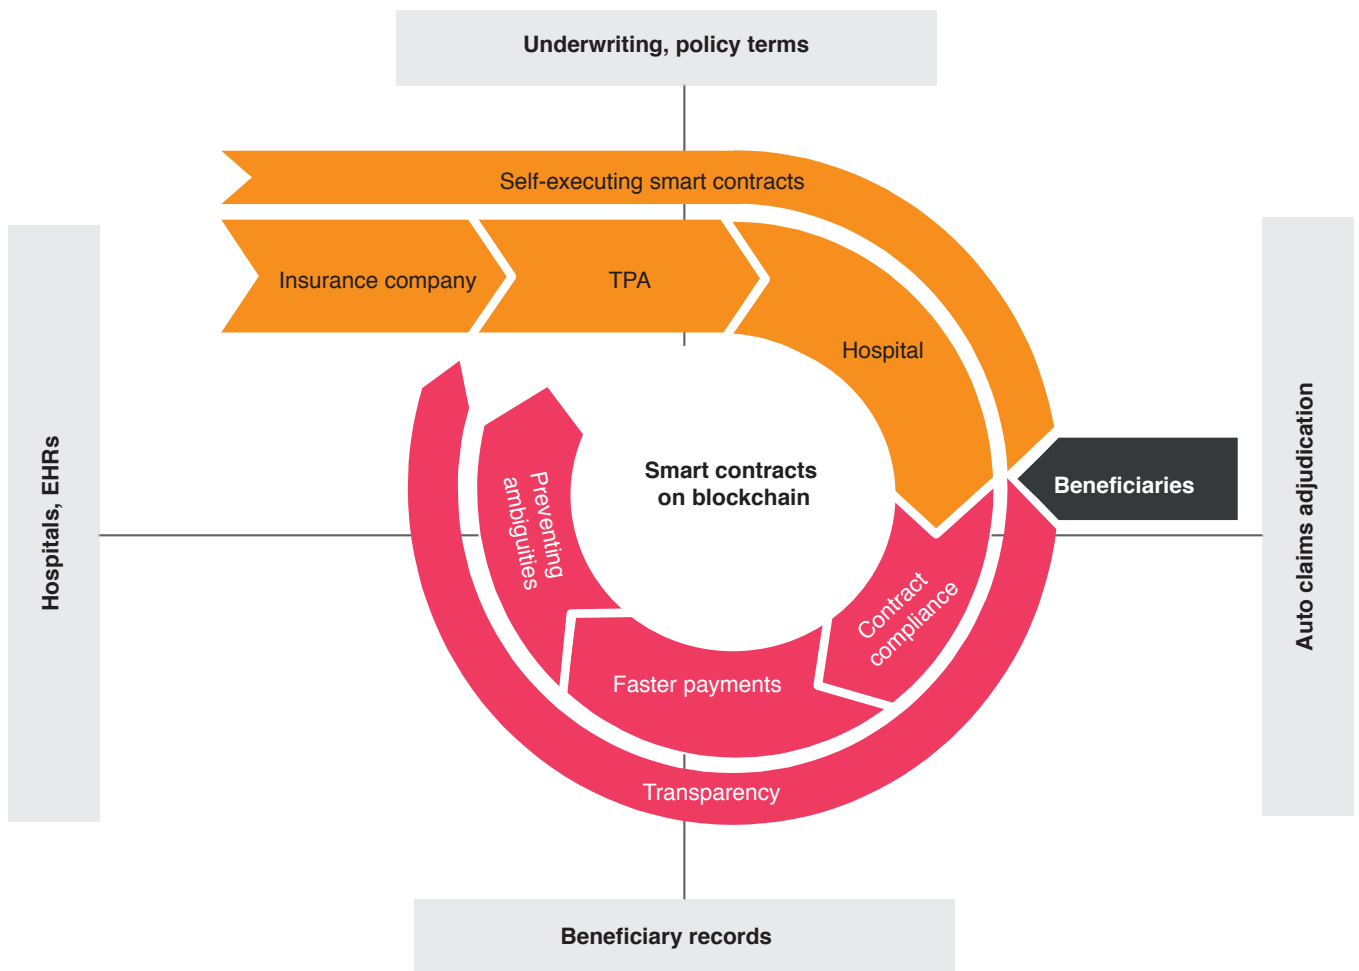 Underwriting, policy terms
Self-executing smart contracts
Insurance company
TPA
Hospital
Hospitals, EHRs
Smart contracts
on blockchain
Beneficiaries
Auto claims adjudication
Preventing
ambiguities
Contract
compliance
Faster payments
Transparency
Beneficiary records